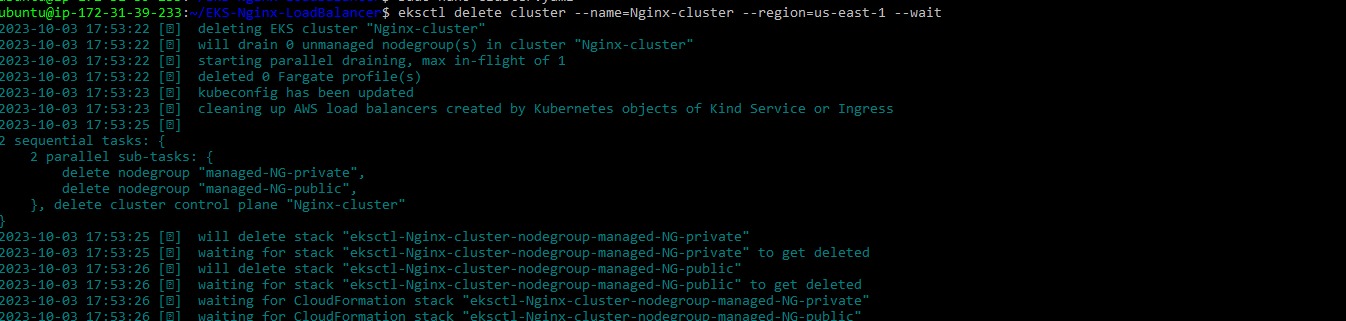 ubuntu@ip-172-31-39-233:~/EKS-Nginx-LoadBalancer$ eksctl delete cluster --name=Nginx-cluster --region=us-east-1 --wait
2023-10-03 17:53:22 [ℹ]  deleting EKS cluster "Nginx-cluster"
2023-10-03 17:53:22 [ℹ]  will drain 0 unmanaged nodegroup(s) in cluster "Nginx-cluster"
2023-10-03 17:53:22 [ℹ]  starting parallel draining, max in-flight of 1
2023-10-03 17:53:22 [ℹ]  deleted 0 Fargate profile(s)
2023-10-03 17:53:23 [ℹ]  kubeconfig has been updated
2023-10-03 17:53:23 [ℹ]  cleaning up AWS load balancers created by Kubernetes objects of Kind Service or Ingress
2023-10-03 17:53:25 [ℹ]
2 sequential tasks: {
    2 parallel sub-tasks: {
        delete nodegroup "managed-NG-private",
        delete nodegroup "managed-NG-public",
    }, delete cluster control plane "Nginx-cluster"
}
2023-10-03 17:53:25 [ℹ]  will delete stack "eksctl-Nginx-cluster-nodegroup-managed-NG-private"
2023-10-03 17:53:25 [ℹ]  waiting for stack "eksctl-Nginx-cluster-nodegroup-managed-NG-private" to get deleted
2023-10-03 17:53:26 [ℹ]  will delete stack "eksctl-Nginx-cluster-nodegroup-managed-NG-public"
2023-10-03 17:53:26 [ℹ]  waiting for stack "eksctl-Nginx-cluster-nodegroup-managed-NG-public" to get deleted
2023-10-03 17:53:26 [ℹ]  waiting for CloudFormation stack "eksctl-Nginx-cluster-nodegroup-managed-NG-private"
2023-10-03 17:53:26 [ℹ]  waiting for CloudFormation stack "eksctl-Nginx-cluster-nodegroup-managed-NG-public"